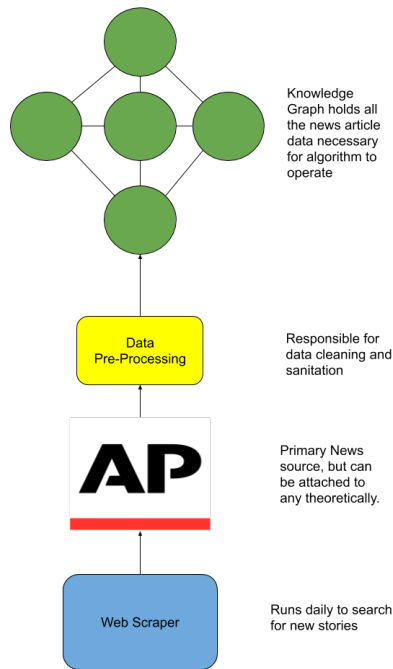 Knowledge
Graph holds all
the news article
data necessary
for algorithm to
operate
Data
Pre-Processing
Responsible for
data cleaning and
sanitation
AP
Primary News
source, but can
be attached to
any theoretically.
Web Scraper
Runs daily to search
for new stories